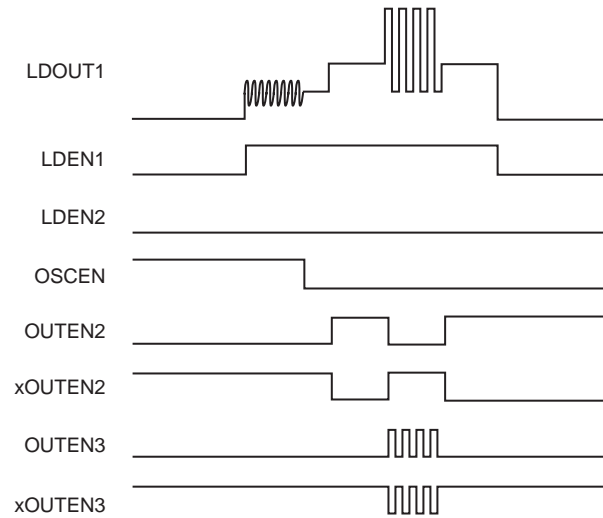 LDOUT1
LDEN1
LDEN2
OSCEN
OUTEN2
xOUTEN2
OUTEN3
xOUTEN3